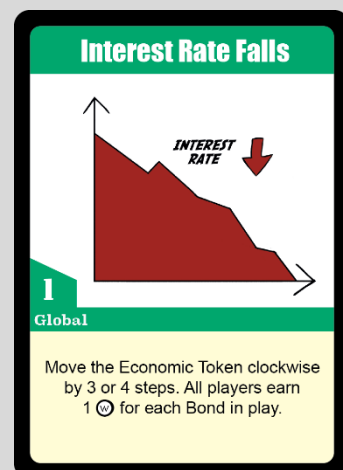 Interest Rate Falls
INTEREST
RATE
1
Global
Move the Economic Token clockwise
by 3 or 4 steps. All players earn
1 Ⓦ for each Bond in play.